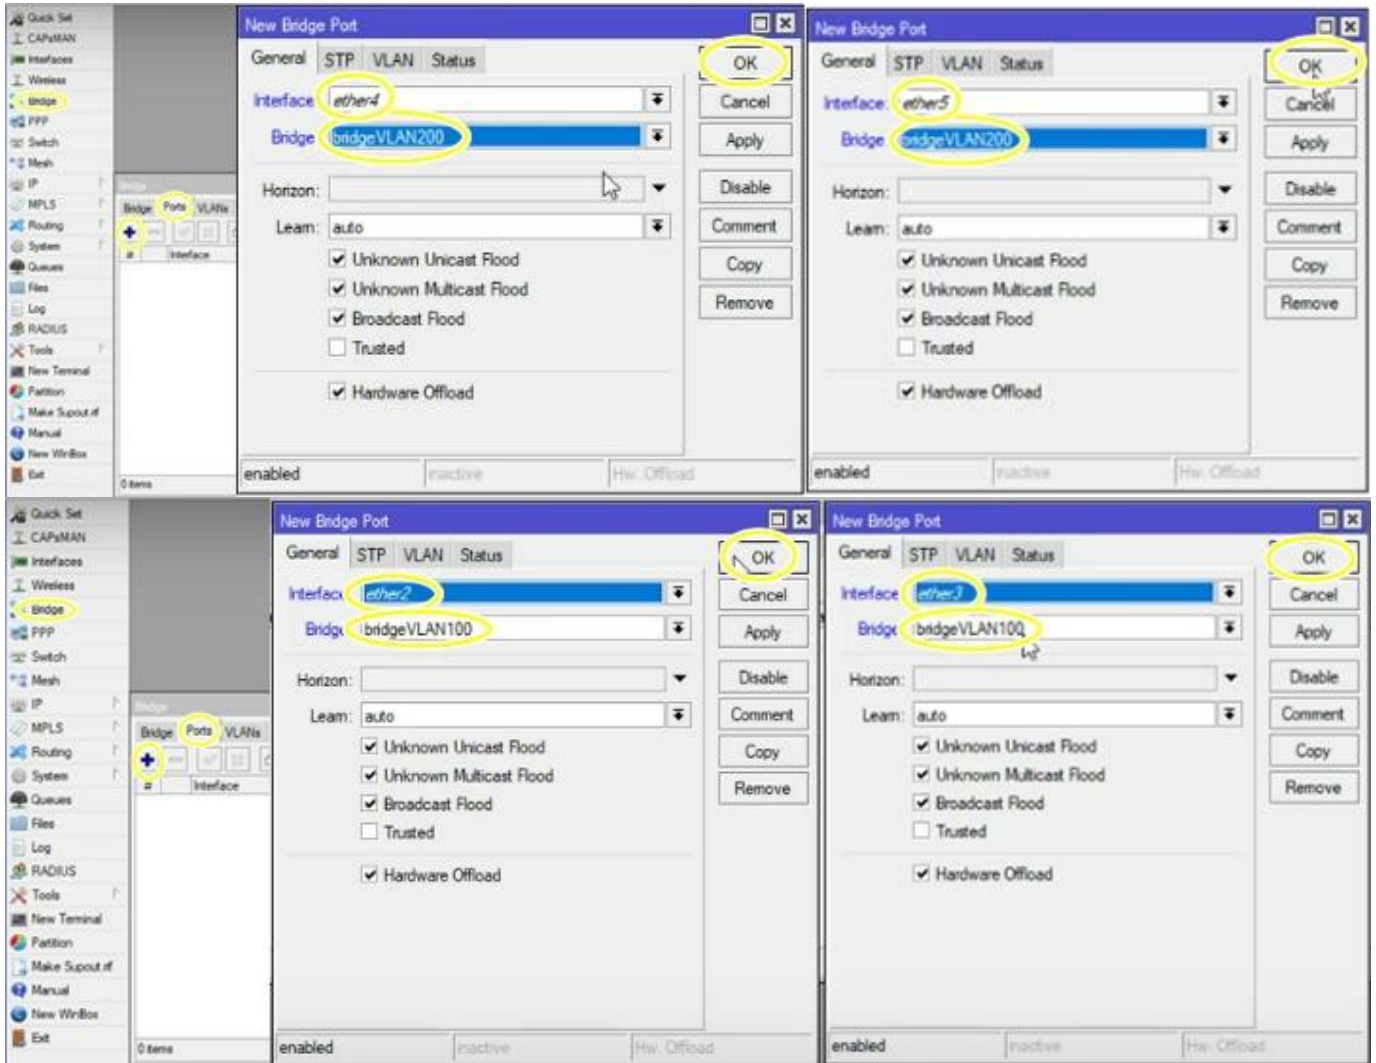 Quick Set
CAPsMAN
Interfaces
Wireless
Bridge
PPP
Switch
Mesh
IP
MPLS
Routing
System
Queues
Files
Log
RADIUS
Tools
New Terminal
Partition
Make Supout.rif
Manual
New WinBox
Exit
Bridge
Bridge Ports VLANs
# Interface
0 items
New Bridge Port
General STP VLAN Status
Interface ether4
Bridge bridgeVLAN200
Horizon:
Learn: auto
Unknown Unicast Flood
Unknown Multicast Flood
Broadcast Flood
Trusted
Hardware Offload
OK
Cancel
Apply
Disable
Comment
Copy
Remove
enabled inactive Hw. Offload
New Bridge Port
General STP VLAN Status
Interface: ether5
Bridge bridgeVLAN200
Horizon:
Learn: auto
Unknown Unicast Flood
Unknown Multicast Flood
Broadcast Flood
Trusted
Hardware Offload
OK
Cancel
Apply
Disable
Comment
Copy
Remove
enabled inactive Hw. Offload
Quick Set
CAPsMAN
Interfaces
Wireless
Bridge
PPP
Switch
Mesh
IP
MPLS
Routing
System
Queues
Files
Log
RADIUS
Tools
New Terminal
Partition
Make Supout.rif
Manual
New WinBox
Exit
Bridge
Bridge Ports VLANs
# Interface
0 items
New Bridge Port
General STP VLAN Status
Interface ether2
Bridge bridgeVLAN100
Horizon:
Learn: auto
Unknown Unicast Flood
Unknown Multicast Flood
Broadcast Flood
Trusted
Hardware Offload
OK
Cancel
Apply
Disable
Comment
Copy
Remove
enabled inactive Hw. Offload
New Bridge Port
General STP VLAN Status
Interface ether3
Bridge bridgeVLAN100
Horizon:
Learn: auto
Unknown Unicast Flood
Unknown Multicast Flood
Broadcast Flood
Trusted
Hardware Offload
OK
Cancel
Apply
Disable
Comment
Copy
Remove
enabled inactive Hw. Offload